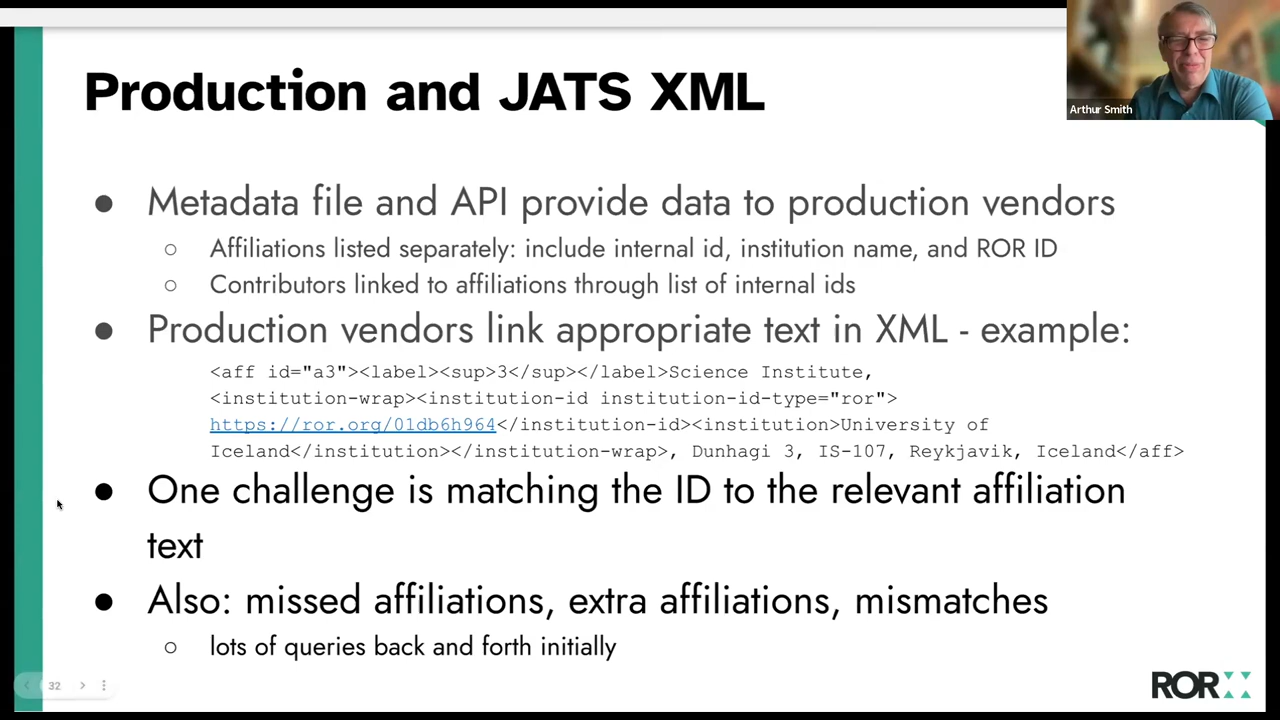 Production and JATS XML
Arthur Smith
● Metadata file and API provide data to production vendors
○ Affiliations listed separately: include internal id, institution name, and ROR ID
○ Contributors linked to affiliations through list of internal ids
● Production vendors link appropriate text in XML - example:
<aff id="a3"><label><sup>3</sup></label>Science Institute,
<institution-wrap><institution-id institution-id-type="ror">
https://ror.org/01db6h964</institution-id><institution>University of
Iceland</institution></institution-wrap>, Dunhagi 3, IS-107, Reykjavik, Iceland</aff>
● One challenge is matching the ID to the relevant affiliation
text
● Also: missed affiliations, extra affiliations, mismatches
○ lots of queries back and forth initially
32
ROR